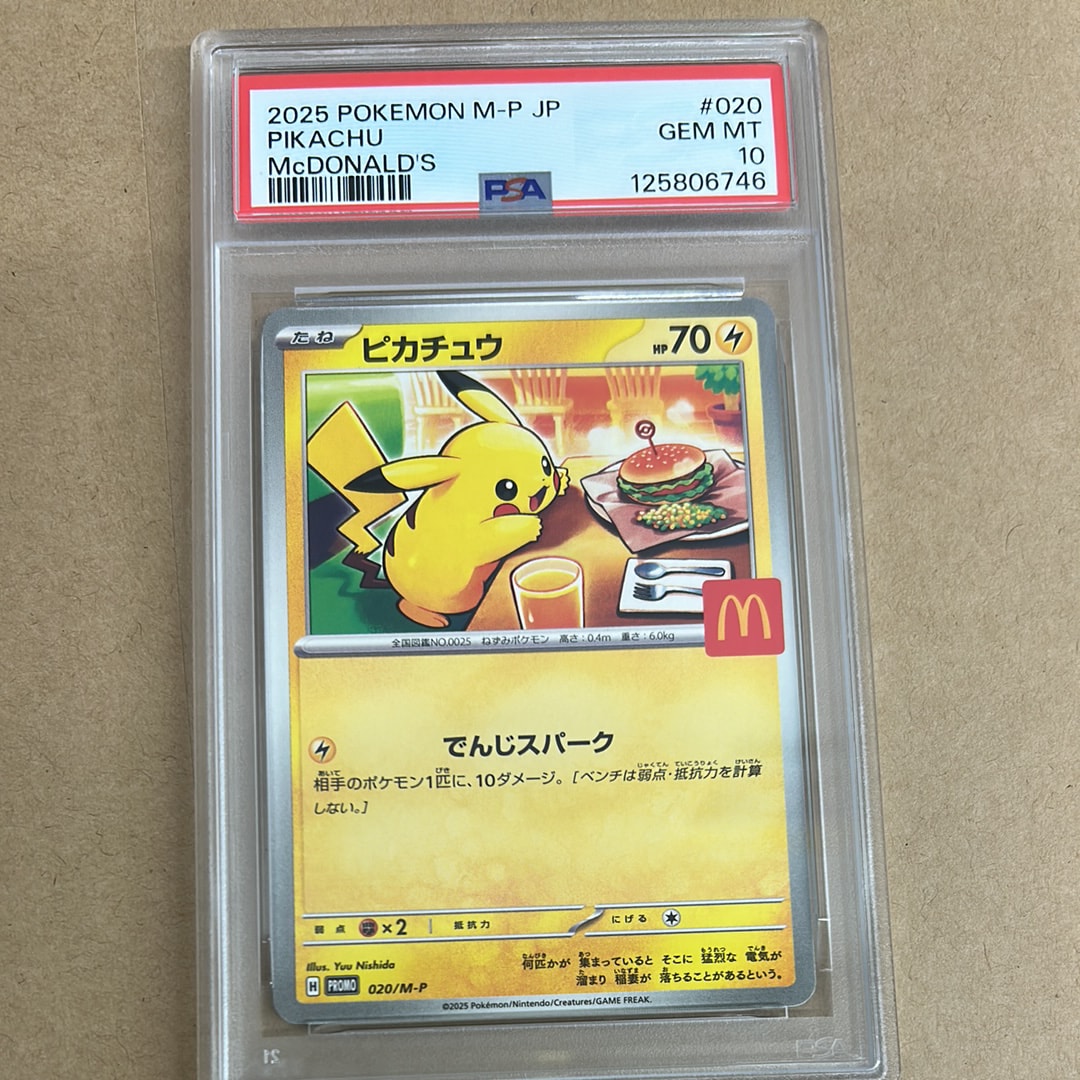 2025 POKEMON M-P JP
#020
PIKACHU
GEM MT
McDONALD'S
10
PSA
125806746
たね
ピカチュウ
HP70
全国図鑑NO.0025 ねずみポケモン 高さ:0.4m 重さ:6.0kg
でんじスパーク
相手のポケモン1匹に、10ダメージ。[ベンチは弱点・抵抗力を計算
しない。]
弱点 ×2 抵抗力 にげる
Illus. Yuu Nishida
何匹かが 集まっていると そこに 猛烈な 電気が
溜まり 稲妻が 落ちることがあるという。
H PROMO 020/M-P
©2025 Pokémon/Nintendo/Creatures/GAME FREAK.
PSA